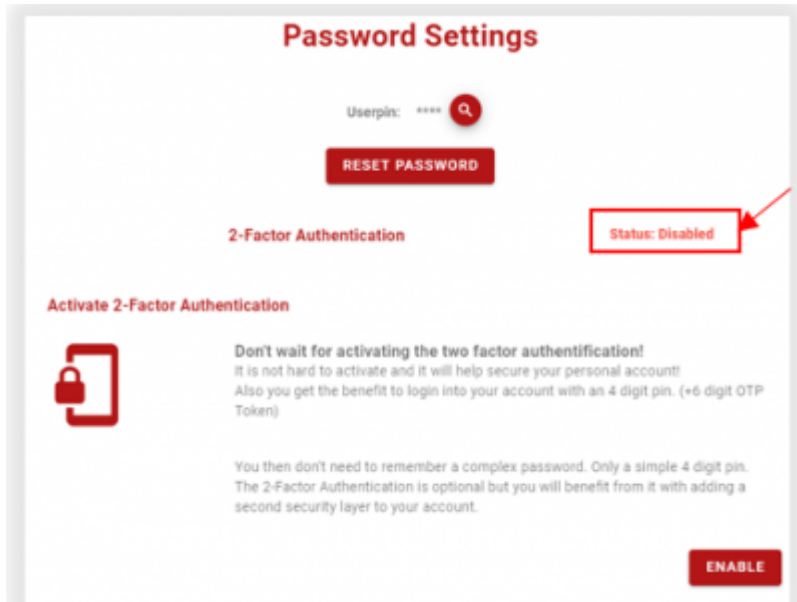 Password Settings
Userpin: ****
RESET PASSWORD
2-Factor Authentication
Status: Disabled
Activate 2-Factor Authentication
Don't wait for activating the two factor authentification!
It is not hard to activate and it will help secure your personal account!
Also you get the benefit to login into your account with an 4 digit pin. (+6 digit OTP
Token)
You then don't need to remember a complex password. Only a simple 4 digit pin.
The 2-Factor Authentication is optional but you will benefit from it with adding a
second security layer to your account.
ENABLE